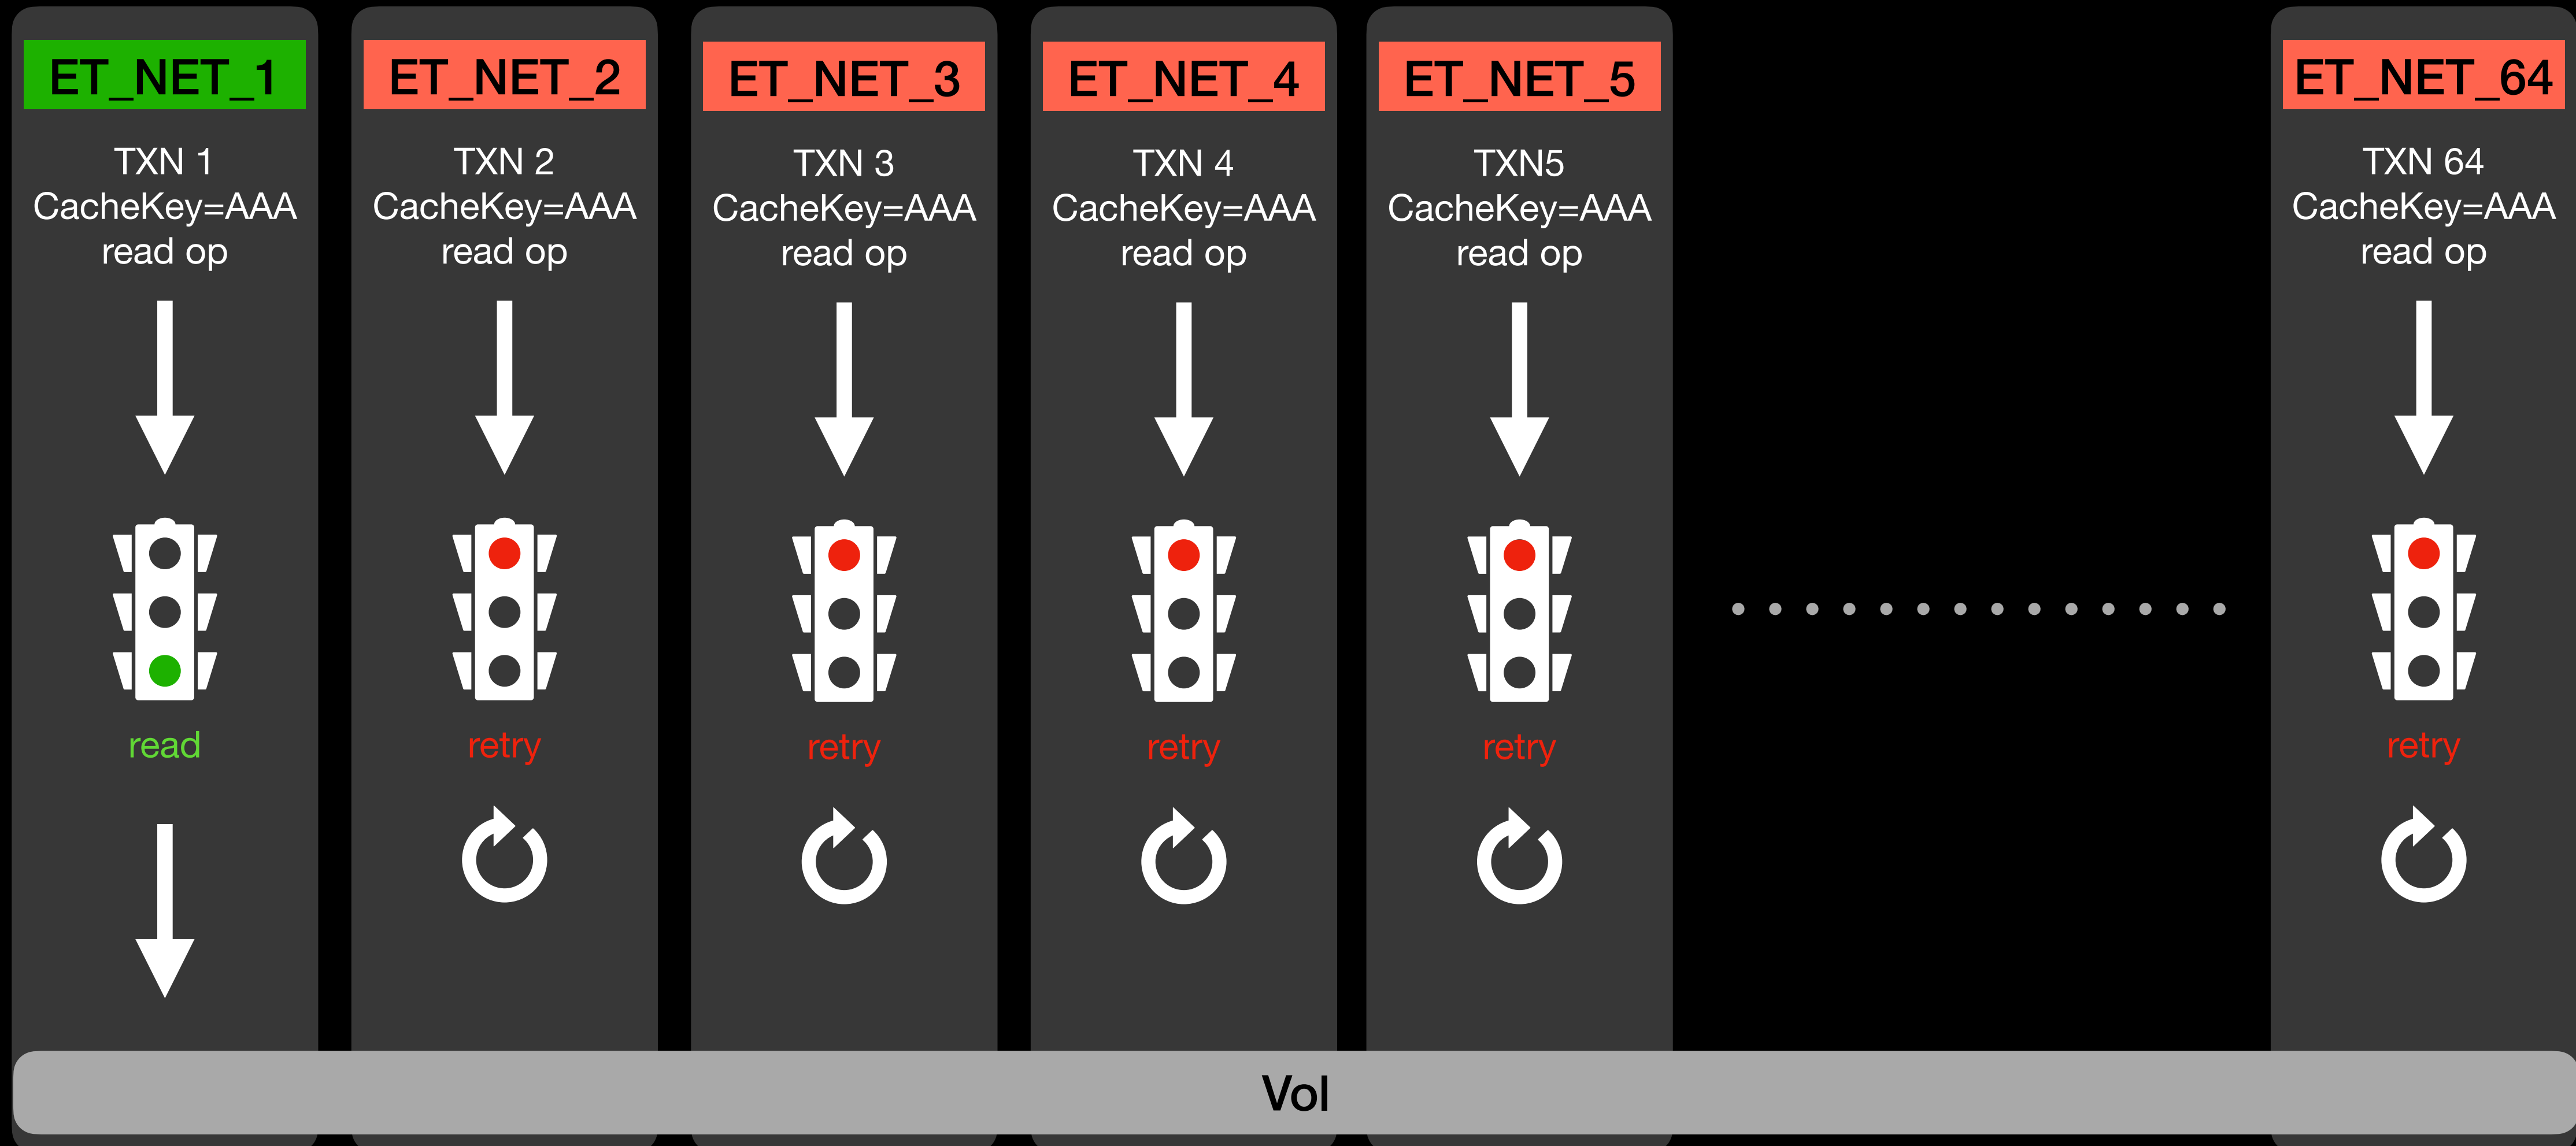 ET_NET_1
TXN 1
CacheKey=AAA
read op
read
ET_NET_2
TXN 2
CacheKey=AAA
read op
retry
ET_NET_3
TXN 3
CacheKey=AAA
read op
retry
ET_NET_4
TXN 4
CacheKey=AAA
read op
retry
ET_NET_5
TXN5
CacheKey=AAA
read op
retry
ET_NET_64
TXN 64
CacheKey=AAA
read op
retry
Vol